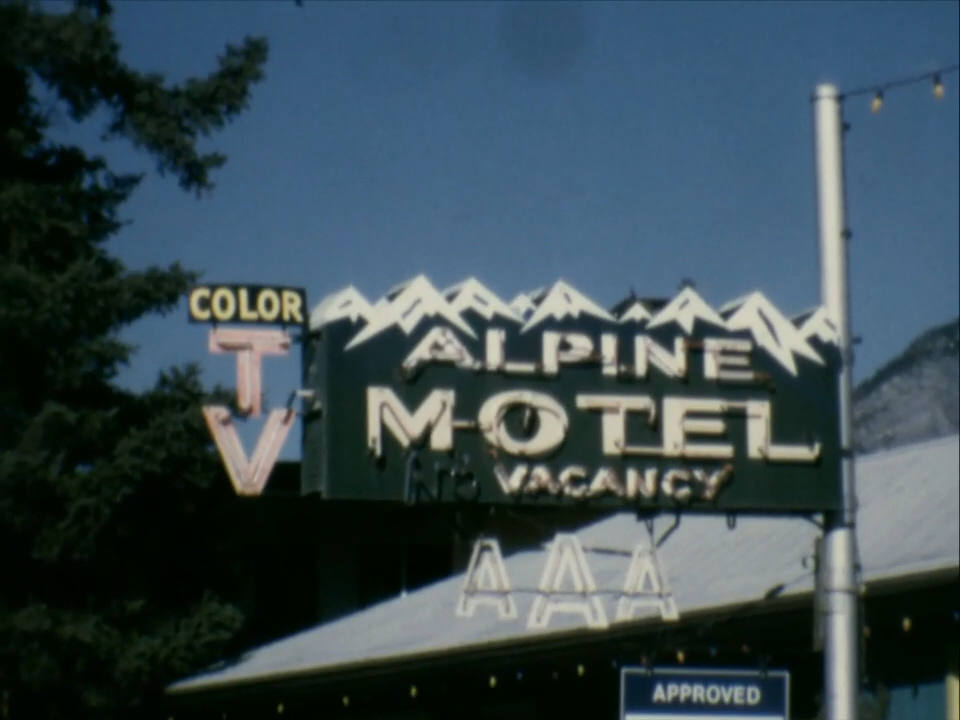 COLOR
TV
ALPINE
MOTEL
NO VACANCY
AAA
APPROVED